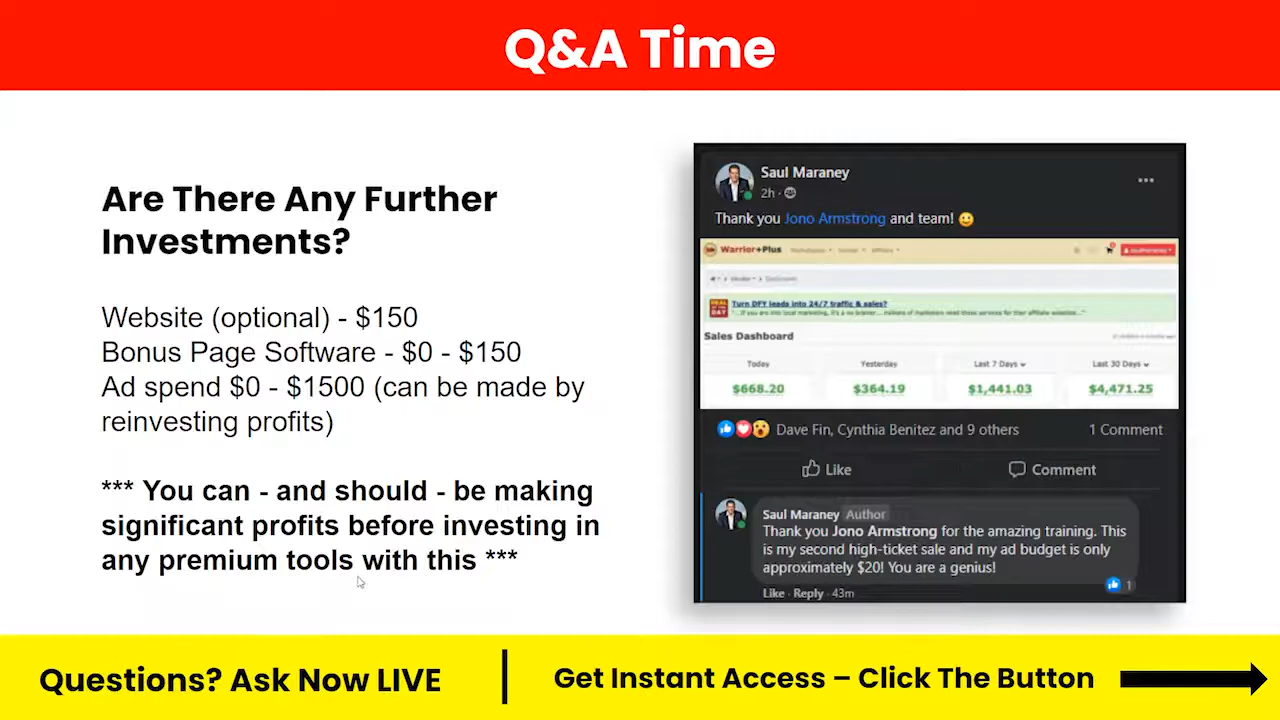 Q&A Time
Are There Any Further
Investments?
Website (optional) - $150
Bonus Page Software - $0 - $150
Ad spend $0 - $1500 (can be made by
reinvesting profits)
*** You can - and should - be making
significant profits before investing in
any premium tools with this ***
Saul Maraney
2h ·
Thank you Jono Armstrong and team!
Warrior+Plus
Turn DFY leads into 24/7 traffic & sales?
Sales Dashboard
Today Yesterday Last 7 Days Last 30 Days
$668.20 $364.19 $1,441.03 $4,471.25
Dave Fin, Cynthia Benitez and 9 others 1 Comment
Like Comment
Saul Maraney Author
Thank you Jono Armstrong for the amazing training. This
is my second high-ticket sale and my ad budget is only
approximately $20! You are a genius!
1
Like · Reply · 43m
Questions? Ask Now LIVE
Get Instant Access – Click The Button